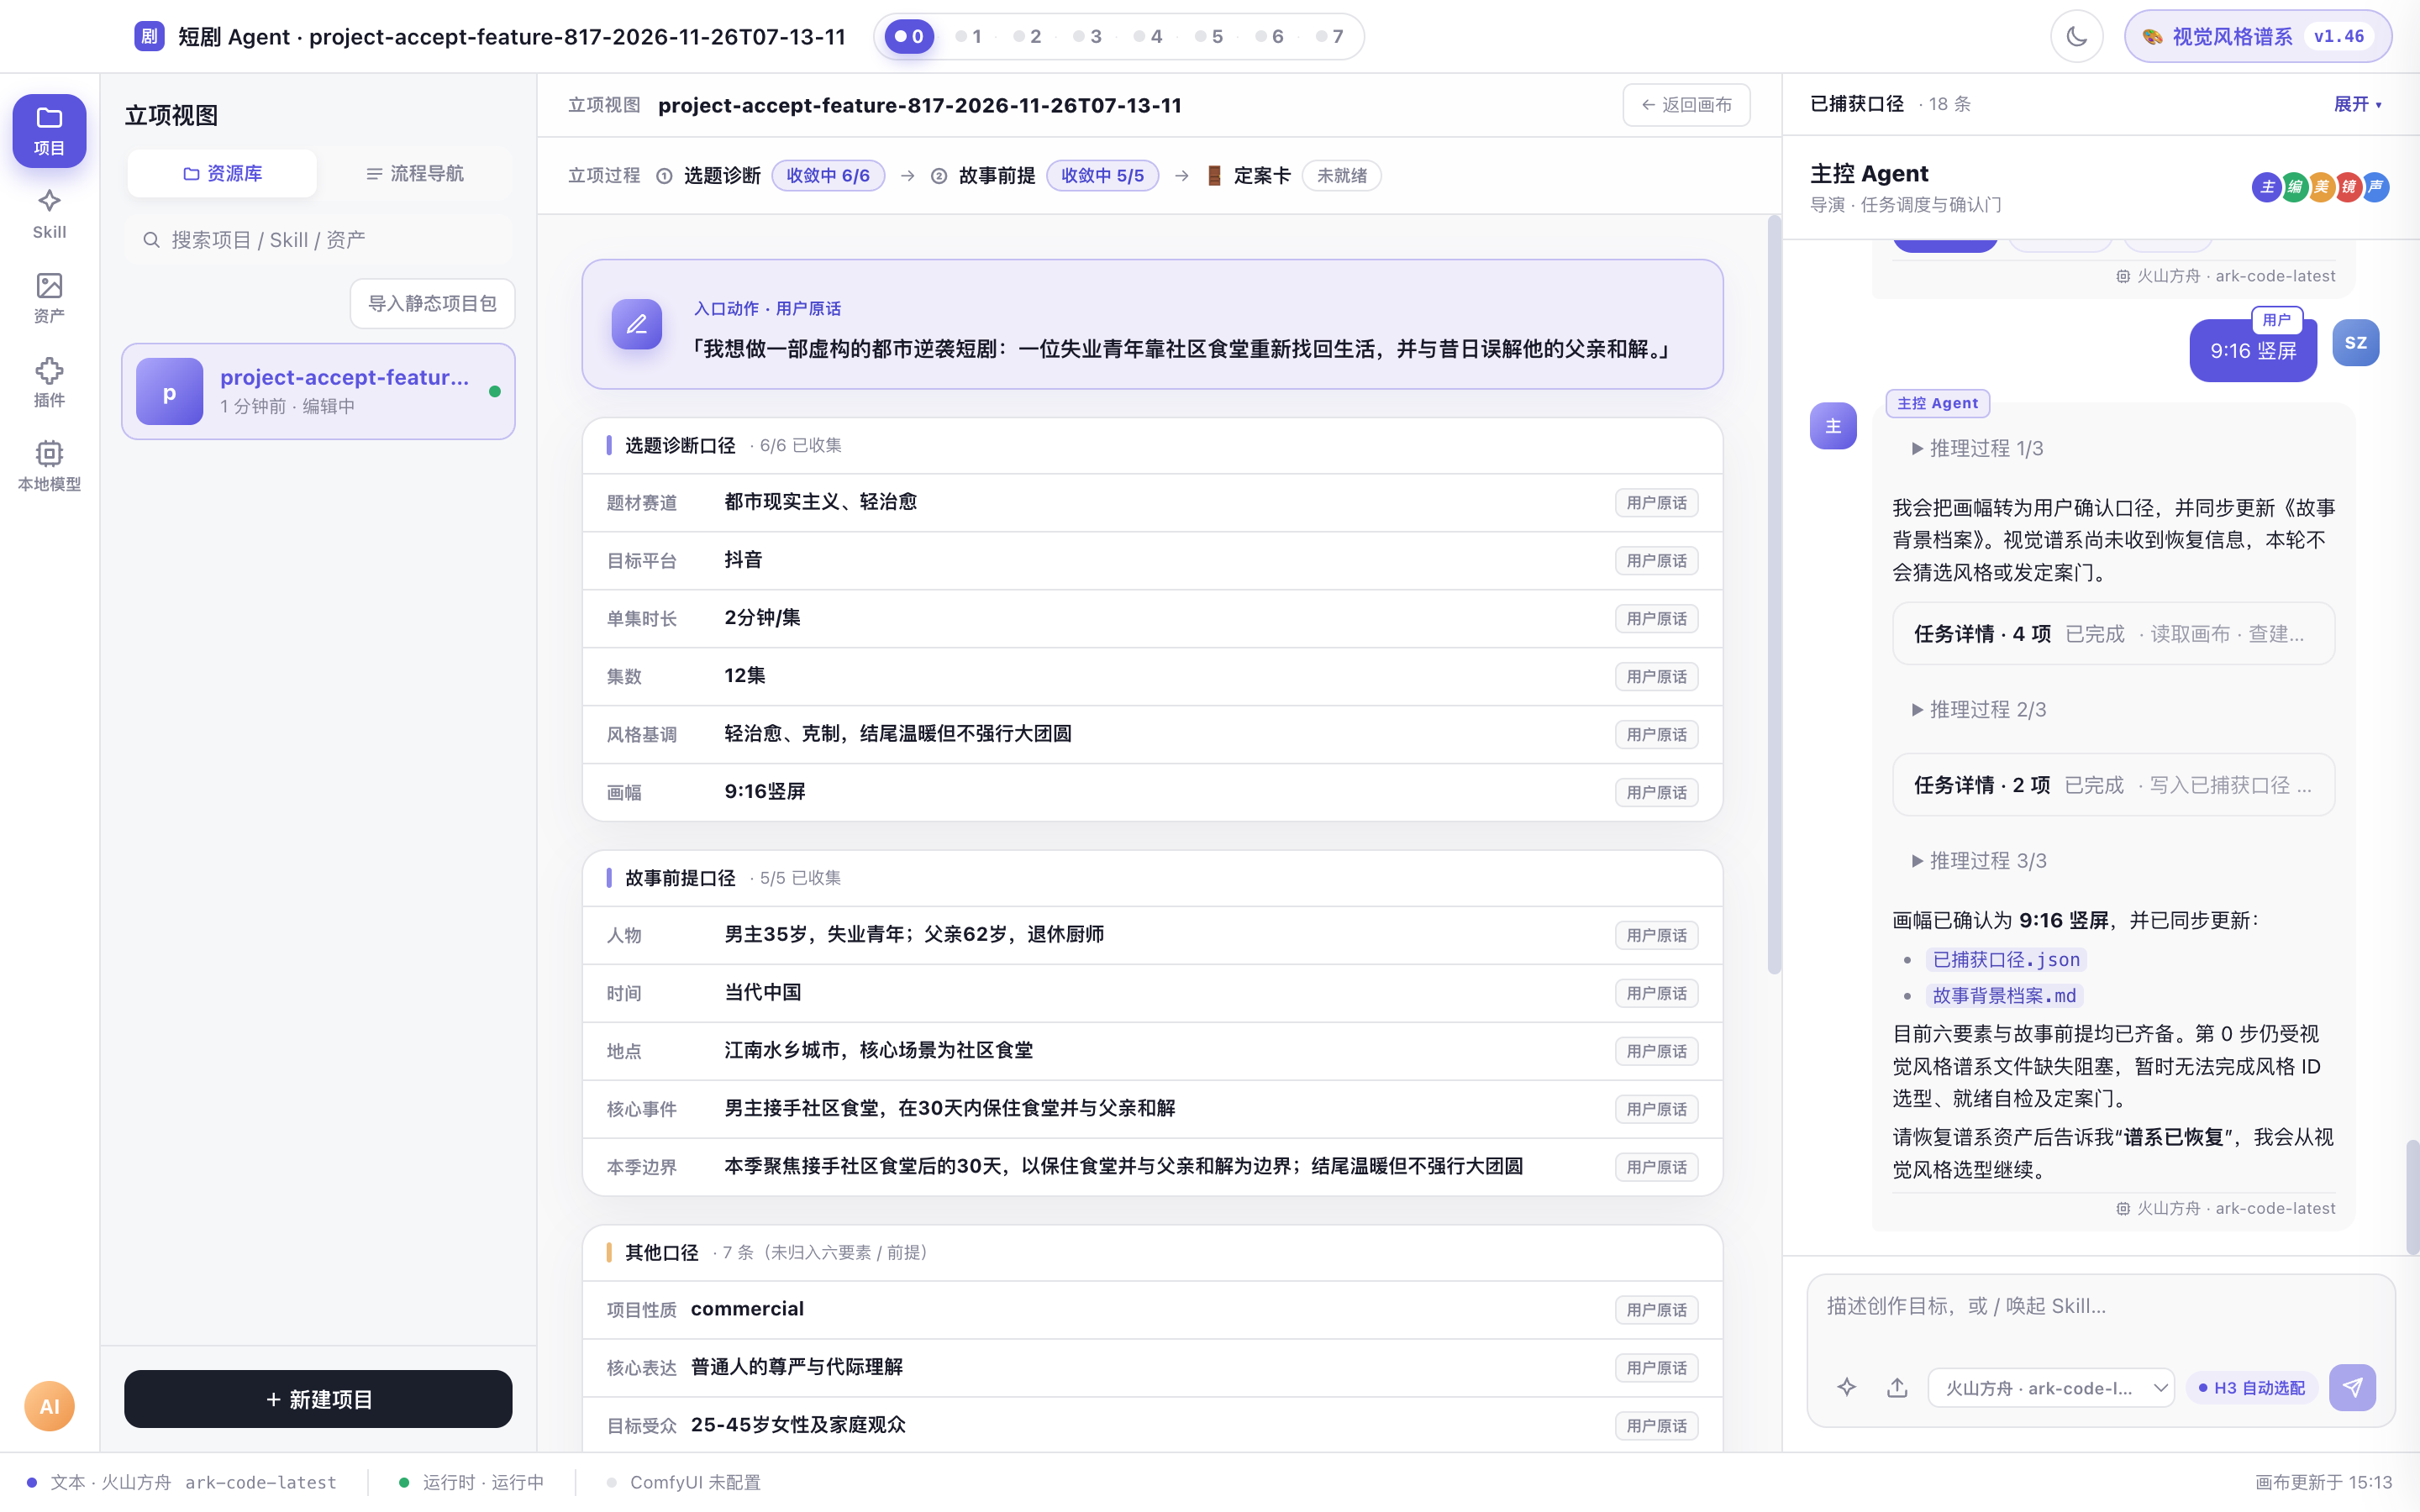 剧 短剧 Agent · project-accept-feature-817-2026-11-26T07-13-11
0 · 1 · 2 · 3 · 4 · 5 · 6 · 7
视觉风格谱系 v1.46
项目
Skill
资产
插件
本地模型
AI
立项视图
资源库
流程导航
搜索项目 / Skill / 资产
导入静态项目包
p
project-accept-featur...
1 分钟前 · 编辑中
+ 新建项目
立项视图 project-accept-feature-817-2026-11-26T07-13-11
← 返回画布
立项过程 ① 选题诊断 收敛中 6/6 → ② 故事前提 收敛中 5/5 → 定案卡 未就绪
入口动作 · 用户原话
「我想做一部虚构的都市逆袭短剧：一位失业青年靠社区食堂重新找回生活，并与昔日误解他的父亲和解。」
选题诊断口径 · 6/6 已收集
题材赛道 都市现实主义、轻治愈 用户原话
目标平台 抖音 用户原话
单集时长 2分钟/集 用户原话
集数 12集 用户原话
风格基调 轻治愈、克制，结尾温暖但不强行大团圆 用户原话
画幅 9:16竖屏 用户原话
故事前提口径 · 5/5 已收集
人物 男主35岁，失业青年；父亲62岁，退休厨师 用户原话
时间 当代中国 用户原话
地点 江南水乡城市，核心场景为社区食堂 用户原话
核心事件 男主接手社区食堂，在30天内保住食堂并与父亲和解 用户原话
本季边界 本季聚焦接手社区食堂后的30天，以保住食堂并与父亲和解为边界；结尾温暖但不强行大团圆 用户原话
其他口径 · 7 条（未归入六要素 / 前提）
项目性质 commercial 用户原话
核心表达 普通人的尊严与代际理解 用户原话
目标受众 25-45岁女性及家庭观众 用户原话
已捕获口径 · 18 条
展开 ▾
主控 Agent
导演 · 任务调度与确认门
主 编 美 镜 声
火山方舟 · ark-code-latest
用户
9:16 竖屏
SZ
主
主控 Agent
▶ 推理过程 1/3
我会把画幅转为用户确认口径，并同步更新《故事
背景档案》。视觉谱系尚未收到恢复信息，本轮不
会猜选风格或发定案门。
任务详情 · 4 项 已完成 · 读取画布 · 查建...
▶ 推理过程 2/3
任务详情 · 2 项 已完成 · 写入已捕获口径 ...
▶ 推理过程 3/3
画幅已确认为 9:16 竖屏，并已同步更新：
• 已捕获口径.json
• 故事背景档案.md
目前六要素与故事前提均已齐备。第 0 步仍受视
觉风格谱系文件缺失阻塞，暂时无法完成风格 ID
选型、就绪自检及定案门。
请恢复谱系资产后告诉我“谱系已恢复”，我会从视
觉风格选型继续。
火山方舟 · ark-code-latest
描述创作目标，或 / 唤起 Skill...
火山方舟 · ark-code-l...
H3 自动选配
文本 · 火山方舟 ark-code-latest
运行时 · 运行中
ComfyUI 未配置
画布更新于 15:13